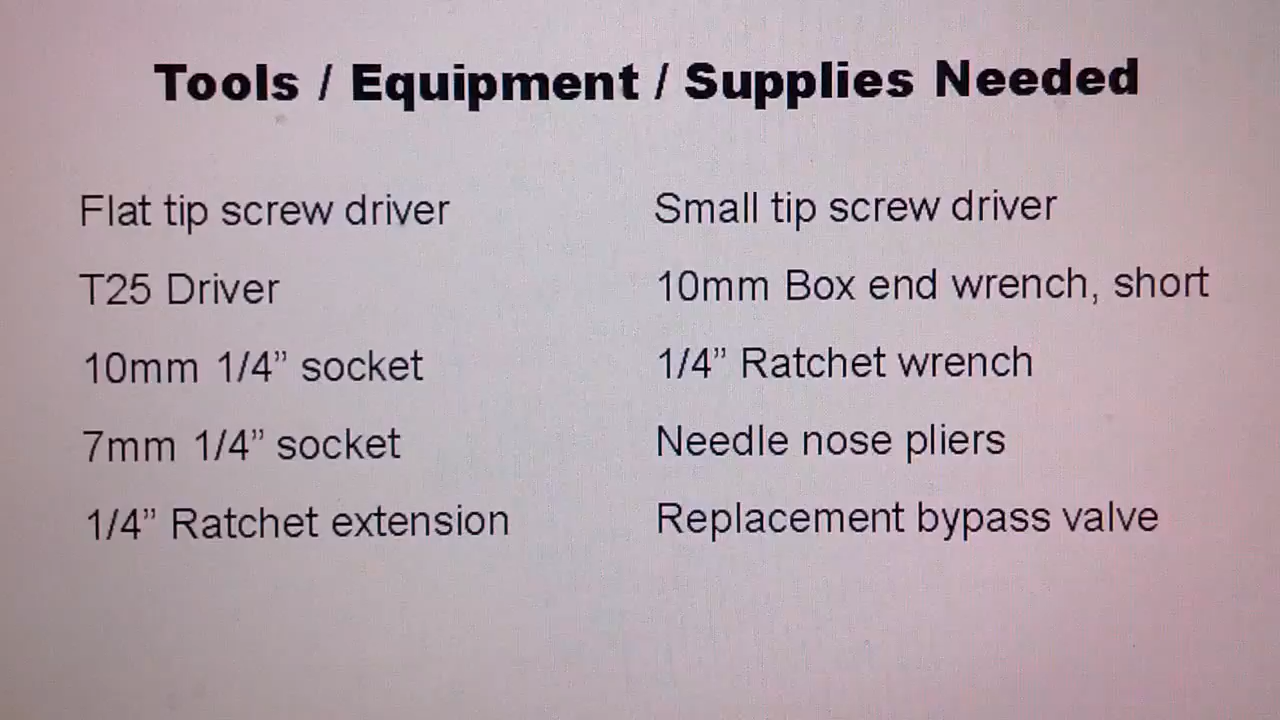 Tools / Equipment / Supplies Needed
Flat tip screw driver
T25 Driver
10mm 1/4” socket
7mm 1/4” socket
1/4” Ratchet extension
Small tip screw driver
10mm Box end wrench, short
1/4” Ratchet wrench
Needle nose pliers
Replacement bypass valve